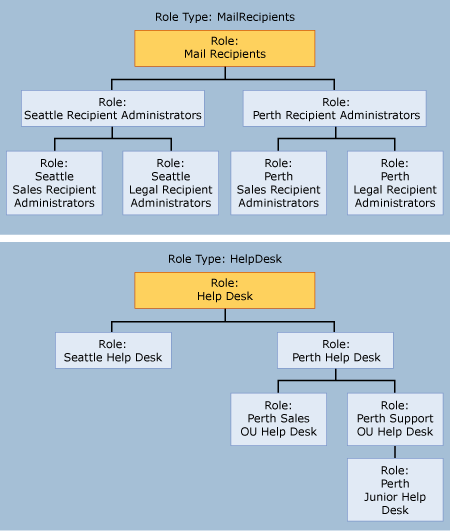 Role Type: MailRecipients
Role:
Mail Recipients
Role:
Seattle Recipient Administrators
Role:
Perth Recipient Administrators
Role:
Seattle
Sales Recipient
Administrators
Role:
Seattle
Legal Recipient
Administrators
Role:
Perth
Sales Recipient
Administrators
Role:
Perth
Legal Recipient
Administrators
Role Type: HelpDesk
Role:
Help Desk
Role:
Seattle Help Desk
Role:
Perth Help Desk
Role:
Perth Sales
OU Help Desk
Role:
Perth Support
OU Help Desk
Role:
Perth
Junior Help
Desk